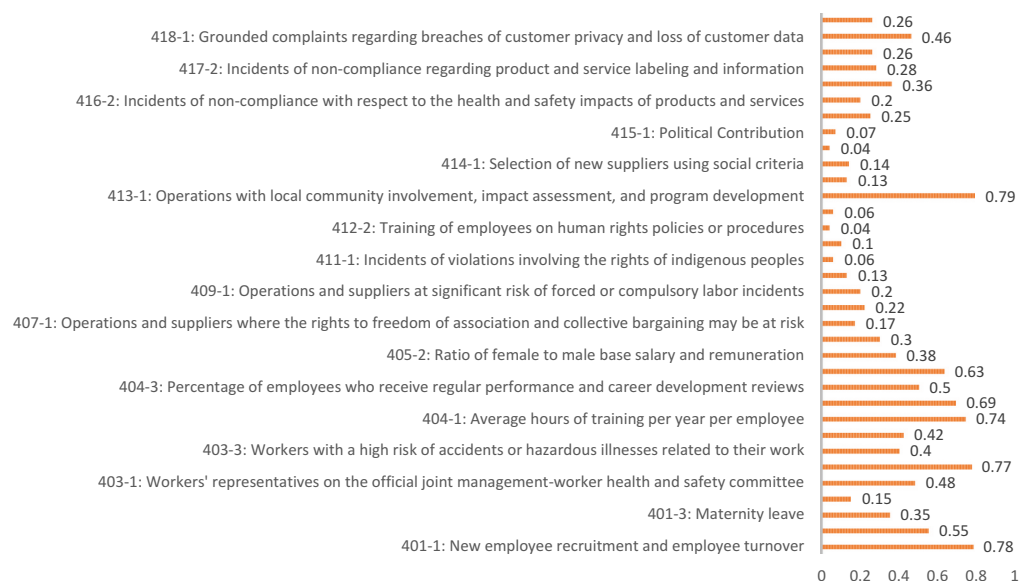 0.26
418-1: Grounded complaints regarding breaches of customer privacy and loss of customer data 0.46
0.26
417-2: Incidents of non-compliance regarding product and service labeling and information 0.28
0.36
416-2: Incidents of non-compliance with respect to the health and safety impacts of products and services 0.2
0.25
415-1: Political Contribution 0.07
0.04
414-1: Selection of new suppliers using social criteria 0.14
0.13
413-1: Operations with local community involvement, impact assessment, and program development 0.79
0.06
412-2: Training of employees on human rights policies or procedures 0.04
0.1
411-1: Incidents of violations involving the rights of indigenous peoples 0.06
0.13
409-1: Operations and suppliers at significant risk of forced or compulsory labor incidents 0.2
0.22
407-1: Operations and suppliers where the rights to freedom of association and collective bargaining may be at risk 0.17
0.3
405-2: Ratio of female to male base salary and remuneration 0.38
0.63
404-3: Percentage of employees who receive regular performance and career development reviews 0.5
0.69
404-1: Average hours of training per year per employee 0.74
0.42
403-3: Workers with a high risk of accidents or hazardous illnesses related to their work 0.4
0.77
403-1: Workers' representatives on the official joint management-worker health and safety committee 0.48
0.15
401-3: Maternity leave 0.35
0.55
401-1: New employee recruitment and employee turnover 0.78
0 0.2 0.4 0.6 0.8 1